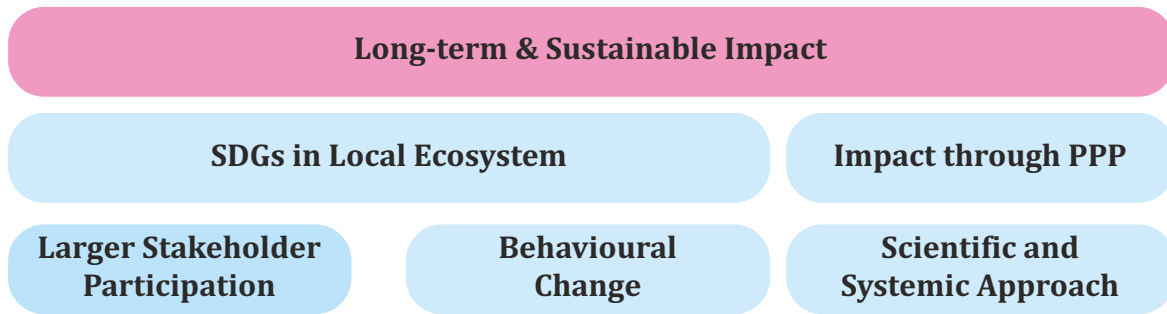 Long-term & Sustainable Impact
SDGs in Local Ecosystem
Impact through PPP
Larger Stakeholder
Participation
Behavioural
Change
Scientific and
Systemic Approach